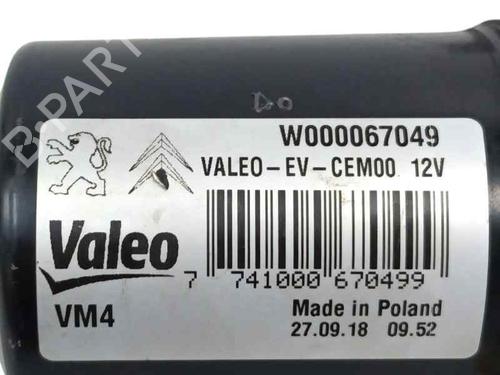 Do
W000067049
VALEO-EV-CEM00 12V
Valeo
7 741000 670499
VM4
Made in Poland
27.09.18 09.52
B-PARTS